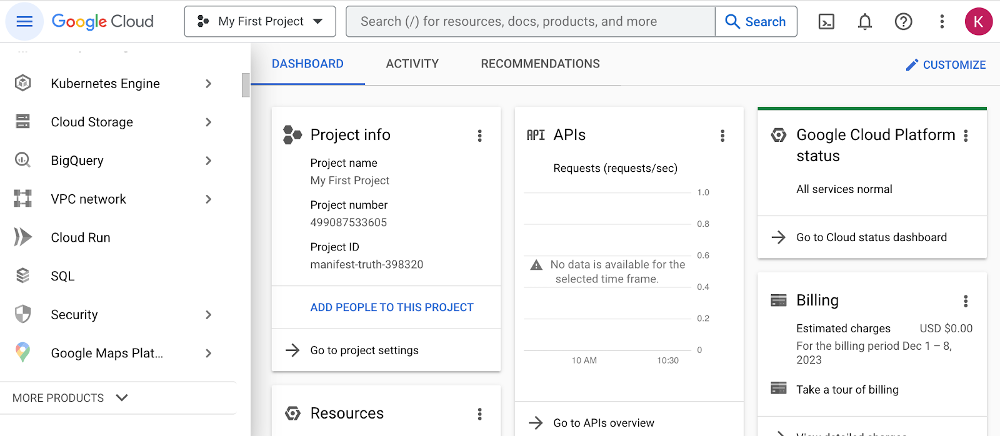 Google Cloud
My First Project
Search (/) for resources, docs, products, and more
Search
K
Kubernetes Engine
Cloud Storage
BigQuery
VPC network
Cloud Run
SQL
Security
Google Maps Plat...
MORE PRODUCTS
DASHBOARD
ACTIVITY
RECOMMENDATIONS
CUSTOMIZE
Project info
Project name
My First Project
Project number
499087533605
Project ID
manifest-truth-398320
ADD PEOPLE TO THIS PROJECT
Go to project settings
Resources
API APIs
Requests (requests/sec)
1.0
0.8
0.6
No data is available for the
selected time frame.
0.4
0.2
0
10 AM
10:30
Go to APIs overview
Google Cloud Platform
status
All services normal
Go to Cloud status dashboard
Billing
Estimated charges USD $0.00
For the billing period Dec 1 – 8,
2023
Take a tour of billing
View detailed charges